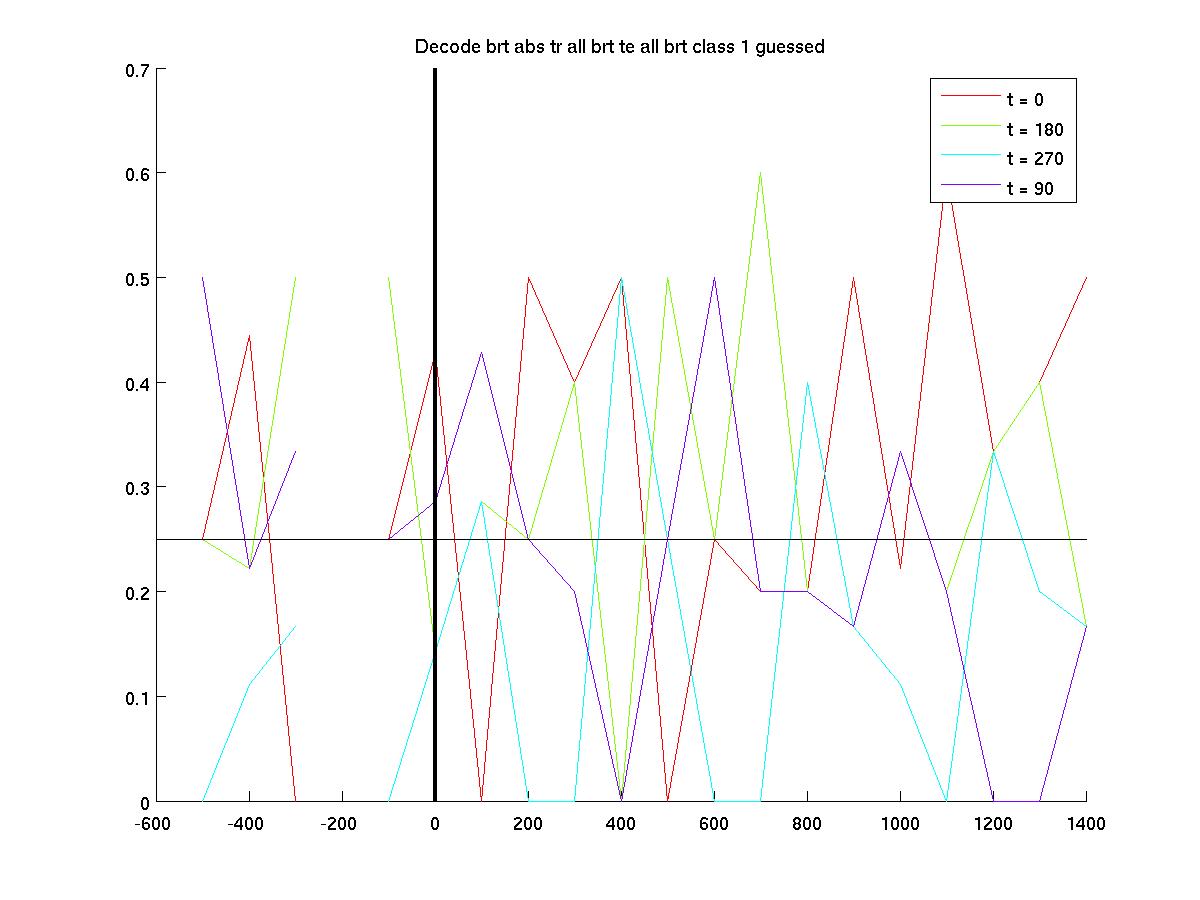 Decode brt abs tr all brt te all brt class 1 guessed
0.7
0.6
0.5
0.4
0.3
0.2
0.1
0
-600 -400 -200 0 200 400 600 800 1000 1200 1400
t = 0
t = 180
t = 270
t = 90